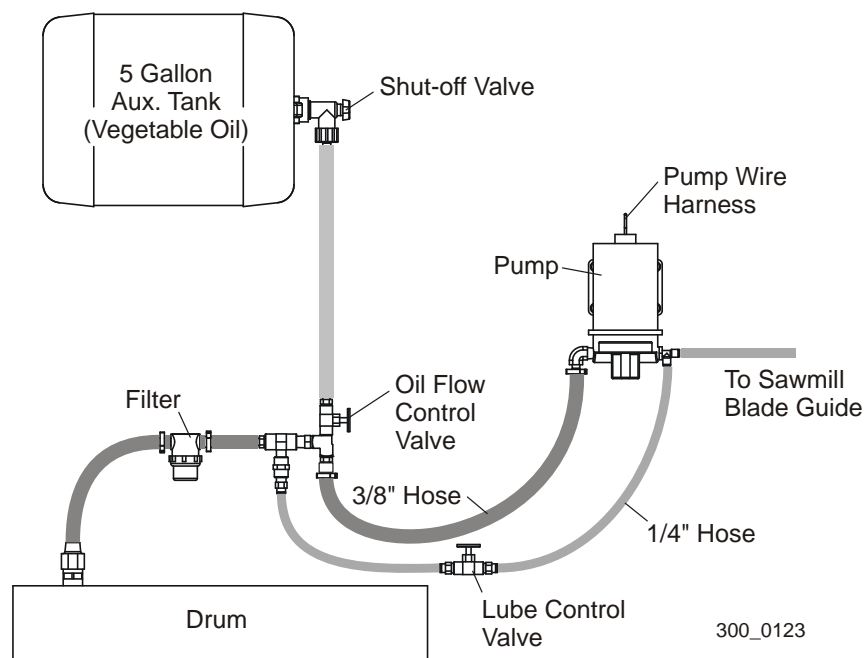 5 Gallon
Aux. Tank
(Vegetable Oil)
Shut-off Valve
Pump Wire
Harness
Pump
To Sawmill
Blade Guide
Filter
Oil Flow
Control
Valve
3/8" Hose
1/4" Hose
Drum
Lube Control
Valve
300_0123